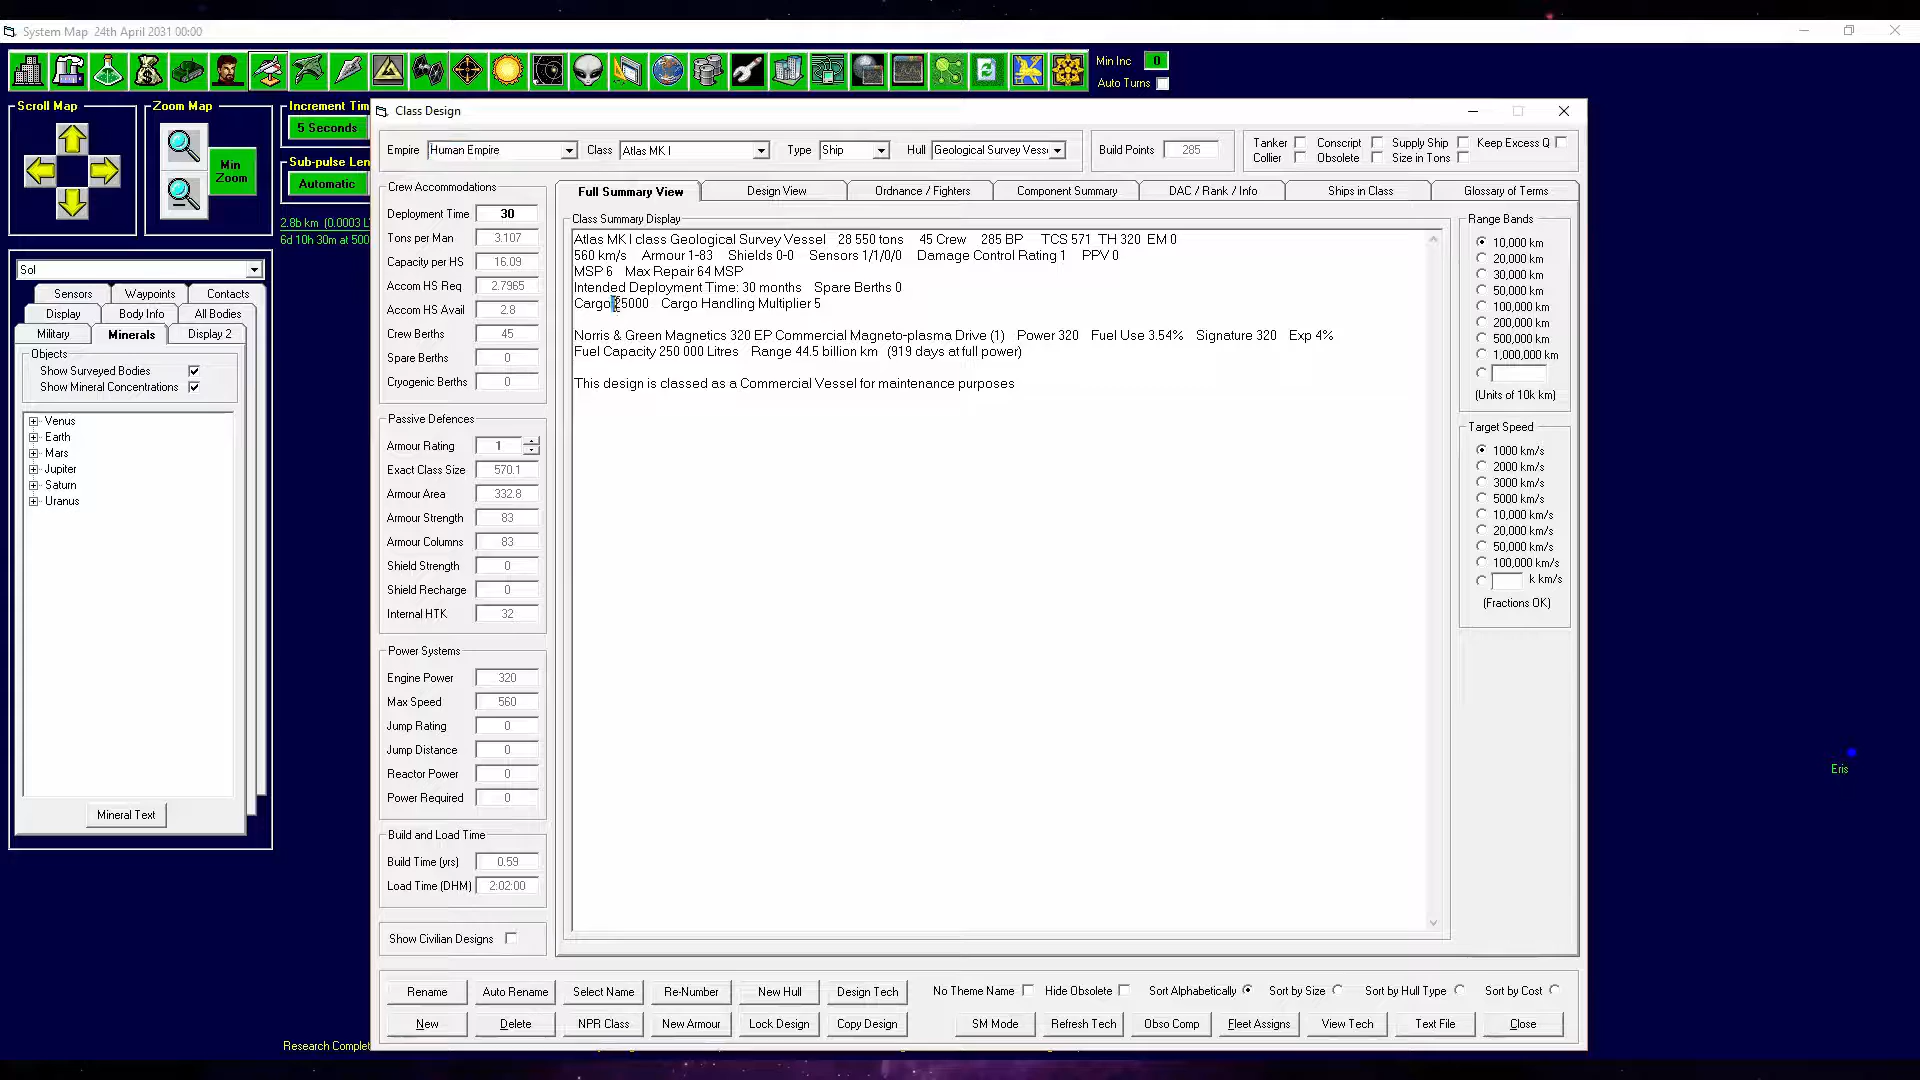 System Map 24th April 2031 00:00
Min Inc 0
Auto Turns
Scroll Map
Zoom Map
Min Zoom
Increment Tim
5 Seconds
Sub-pulse Len
Automatic
2.8b km (0.0003 L
6d 10h 30m at 500
Sol
Sensors Waypoints Contacts
Display Body Info All Bodies
Military Minerals Display 2
Objects
Show Surveyed Bodies
Show Mineral Concentrations
Venus
Earth
Mars
Jupiter
Saturn
Uranus
Mineral Text
Research Complet
Eris
Class Design
Empire Human Empire Class Atlas MK I Type Ship Hull Geological Survey Vess
Build Points 285
Tanker Conscript Supply Ship Keep Excess Q
Collier Obsolete Size in Tons
Crew Accommodations
Deployment Time 30
Tons per Man 3.107
Capacity per HS 16.09
Accom HS Req 2.7965
Accom HS Avail 2.8
Crew Berths 45
Spare Berths 0
Cryogenic Berths 0
Passive Defences
Armour Rating 1
Exact Class Size 570.1
Armour Area 332.8
Armour Strength 83
Armour Columns 83
Shield Strength 0
Shield Recharge 0
Internal HTK 32
Power Systems
Engine Power 320
Max Speed 560
Jump Rating 0
Jump Distance 0
Reactor Power 0
Power Required 0
Build and Load Time
Build Time (yrs) 0.59
Load Time (DHM) 2:02:00
Show Civilian Designs
Full Summary View Design View Ordnance / Fighters Component Summary DAC / Rank / Info Ships in Class Glossary of Terms
Class Summary Display
Atlas MK I class Geological Survey Vessel 28 550 tons 45 Crew 285 BP TCS 571 TH 320 EM 0
560 km/s Armour 1-83 Shields 0-0 Sensors 1/1/0/0 Damage Control Rating 1 PPV 0
MSP 6 Max Repair 64 MSP
Intended Deployment Time: 30 months Spare Berths 0
Cargo 25000 Cargo Handling Multiplier 5
Norris & Green Magnetics 320 EP Commercial Magneto-plasma Drive (1) Power 320 Fuel Use 3.54% Signature 320 Exp 4%
Fuel Capacity 250 000 Litres Range 44.5 billion km (919 days at full power)
This design is classed as a Commercial Vessel for maintenance purposes
Range Bands
10,000 km
20,000 km
30,000 km
50,000 km
100,000 km
200,000 km
500,000 km
1,000,000 km
(Units of 10k km)
Target Speed
1000 km/s
2000 km/s
3000 km/s
5000 km/s
10,000 km/s
20,000 km/s
50,000 km/s
100,000 km/s
k km/s
(Fractions OK)
Rename Auto Rename Select Name Re-Number New Hull Design Tech No Theme Name Hide Obsolete Sort Alphabetically Sort by Size Sort by Hull Type Sort by Cost
New Delete NPR Class New Armour Lock Design Copy Design SM Mode Refresh Tech Obso Comp Fleet Assigns View Tech Text File Close